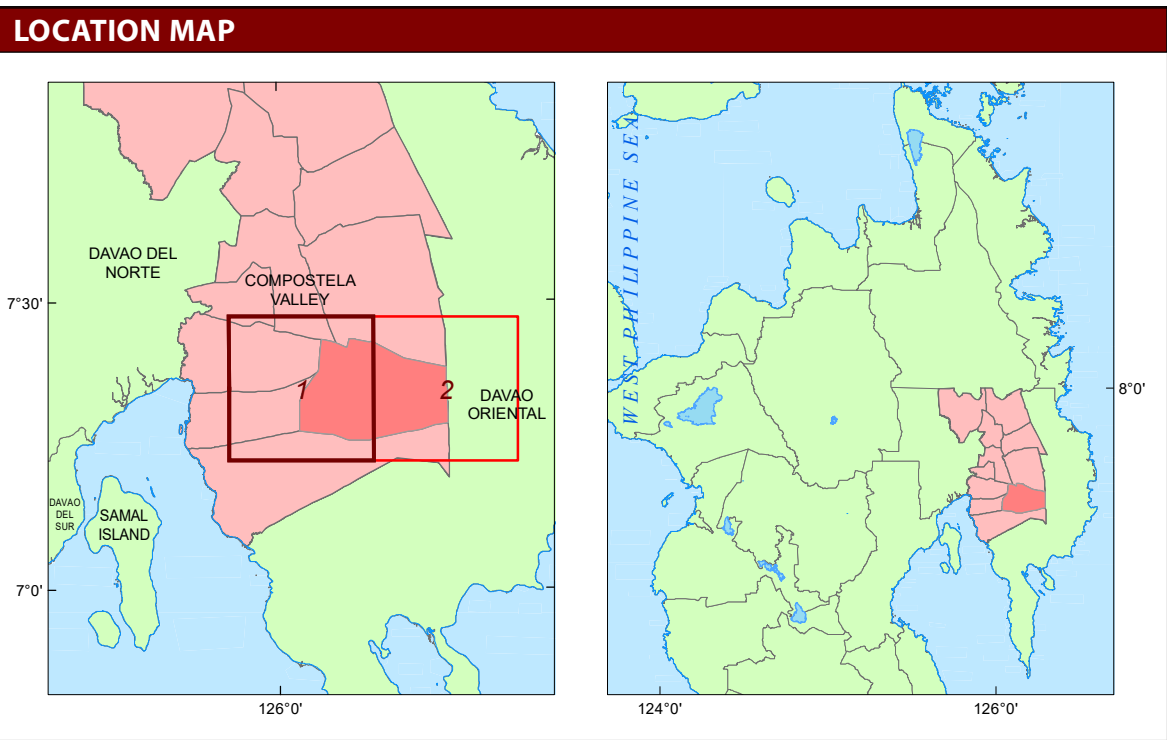 LOCATION MAP
DAVAO DEL
NORTE
COMPOSTELA
VALLEY
7°30'
1
2
DAVAO
ORIENTAL
DAVAO
DEL
SUR
SAMAL
ISLAND
7°0'
126°0'
WEST PHILIPPINE SEA
8°0'
124°0'
126°0'